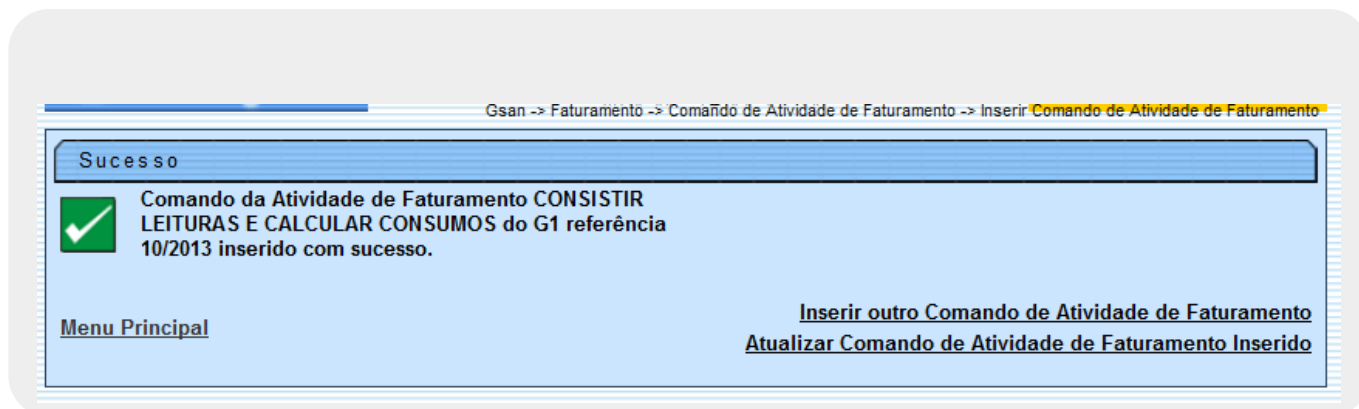 Gsan -> Faturamento -> Comando de Atividade de Faturamento -> Inserir Comando de Atividade de Faturamento
Sucesso
Comando da Atividade de Faturamento CONSISTIR
LEITURAS E CALCULAR CONSUMOS do G1 referência
10/2013 inserido com sucesso.
Inserir outro Comando de Atividade de Faturamento
Menu Principal
Atualizar Comando de Atividade de Faturamento Inserido